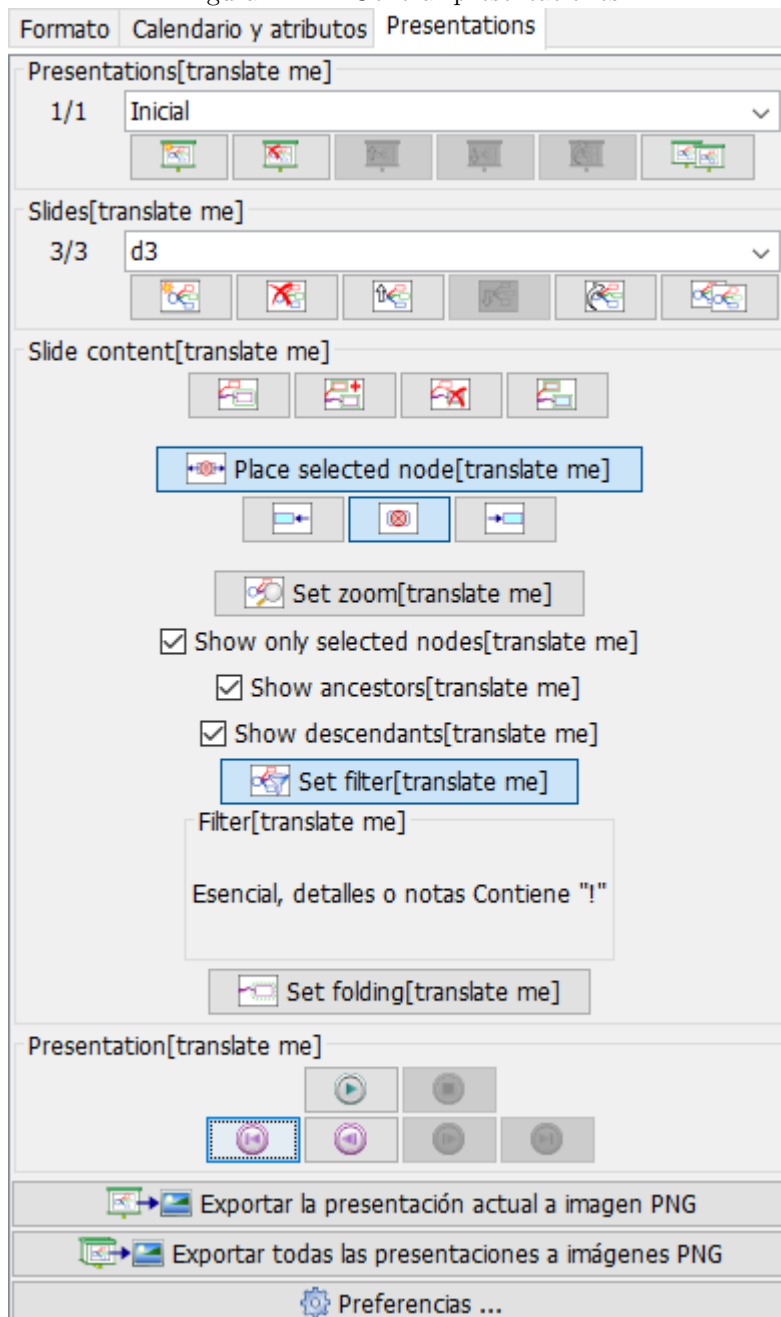 Formato Calendario y atributos Presentations
Presentations[translate me]
1/1 Inicial
Slides[translate me]
3/3 d3
Slide content[translate me]
Place selected node[translate me]
Set zoom[translate me]
Show only selected nodes[translate me]
Show ancestors[translate me]
Show descendants[translate me]
Set filter[translate me]
Filter[translate me]
Esencial, detalles o notas Contiene "!"
Set folding[translate me]
Presentation[translate me]
Exportar la presentación actual a imagen PNG
Exportar todas las presentaciones a imágenes PNG
Preferencias ...